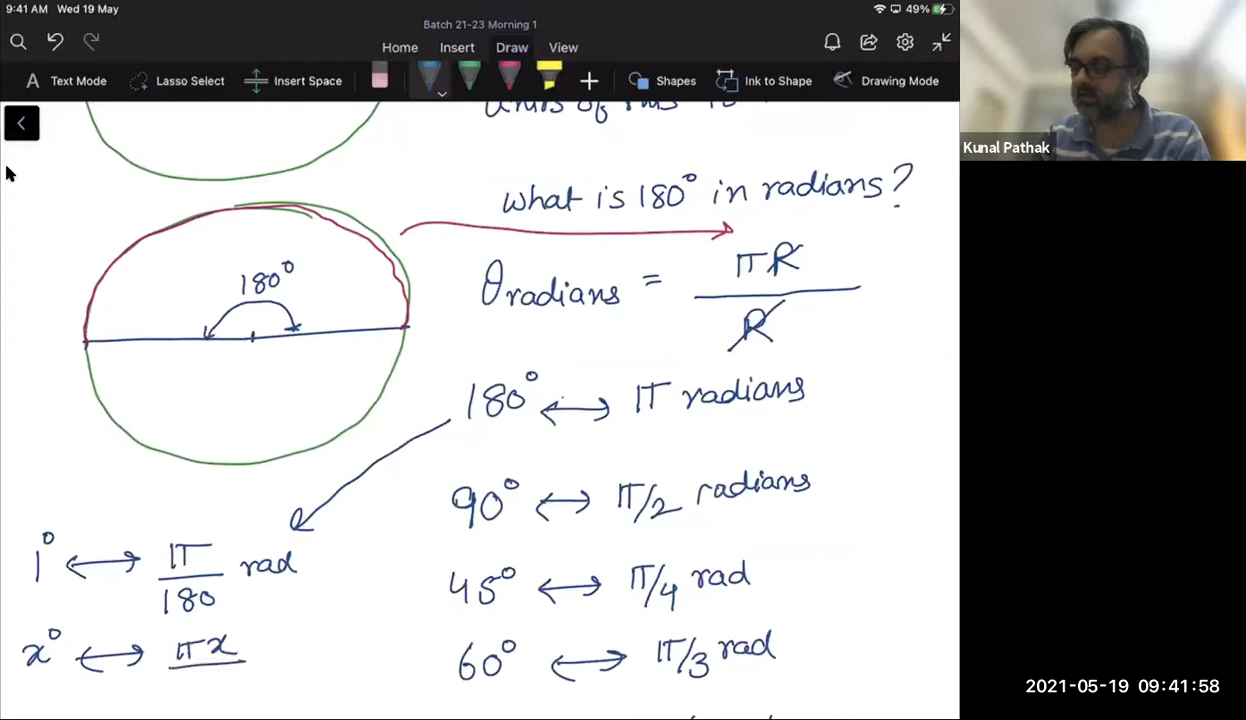 9:41 AM Wed 19 May
49%
Batch 21-23 Morning 1
Home Insert Draw View
Text Mode Lasso Select Insert Space Shapes Ink to Shape Drawing Mode
Kunal Pathak
what is 180° in radians?
180°
θradians = πR
R
180° ↔ π radians
90° ↔ π/2 radians
1° ↔ π rad
180
45° ↔ π/4 rad
x° ↔ πx
60° ↔ π/3 rad
2021-05-19 09:41:58